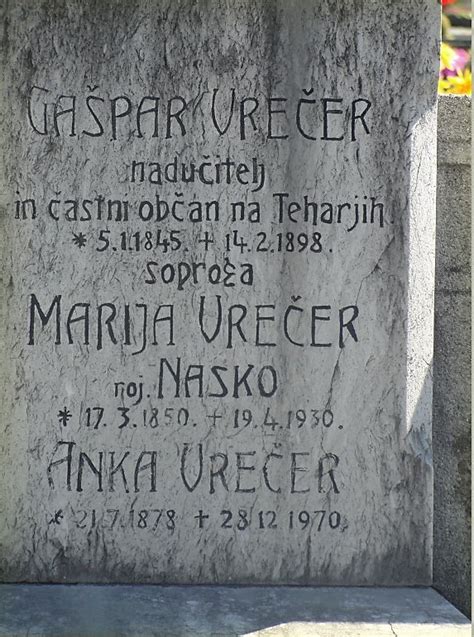 GAŠPAR VREČER
nadučitelj
in častni občan na Teharjih
* 5.1.1845. + 14.2.1898.
soproga
MARIJA VREČER
roj. NASKO
* 17.3.1850. + 19.4.1930.
ANKA VREČER
* 21.7.1878 + 28.12.1970.